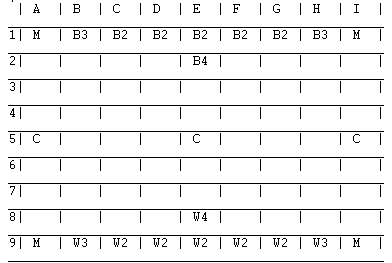 | A | B | C | D | E | F | G | H | I |
1| M | B3 | B2 | B2 | B2 | B2 | B2 | B3 | M |
2| | | | | B4 | | | | |
3| | | | | | | | | |
4| | | | | | | | | |
5| C | | | | C | | | | C |
6| | | | | | | | | |
7| | | | | | | | | |
8| | | | | W4 | | | | |
9| M | W3 | W2 | W2 | W2 | W2 | W2 | W3 | M |